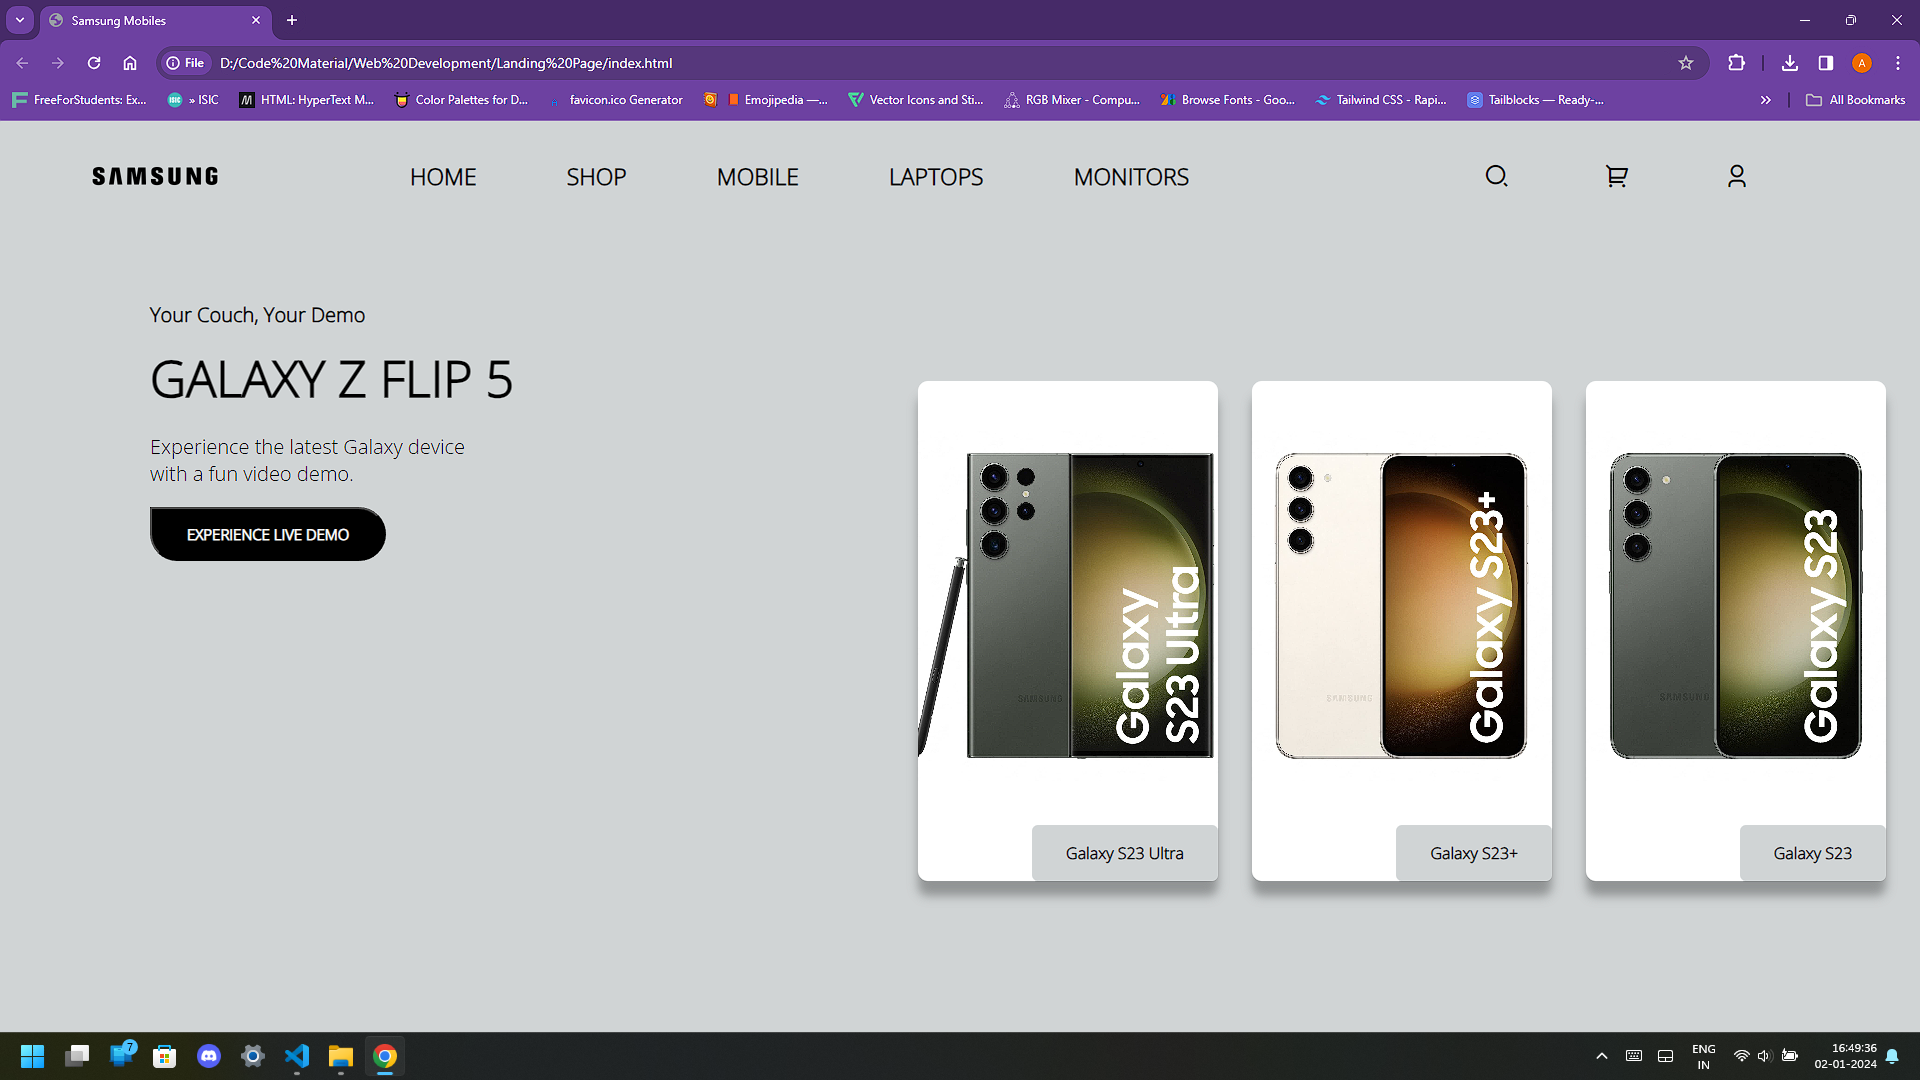 Samsung Mobiles
File
D:/Code%20Material/Web%20Development/Landing%20Page/index.html
A
FreeForStudents: Ex...
» ISIC
HTML: HyperText M...
Color Palettes for D...
favicon.ico Generator
Emojipedia —...
Vector Icons and Sti...
RGB Mixer - Compu...
Browse Fonts - Goo...
Tailwind CSS - Rapi...
Tailblocks — Ready-...
All Bookmarks
SAMSUNG
HOME
SHOP
MOBILE
LAPTOPS
MONITORS
Your Couch, Your Demo
GALAXY Z FLIP 5
Experience the latest Galaxy device
with a fun video demo.
EXPERIENCE LIVE DEMO
SAMSUNG
Galaxy
S23 Ultra
Galaxy S23 Ultra
SAMSUNG
Galaxy S23+
Galaxy S23+
SAMSUNG
Galaxy S23
Galaxy S23
7
ENG
IN
16:49:36
02-01-2024